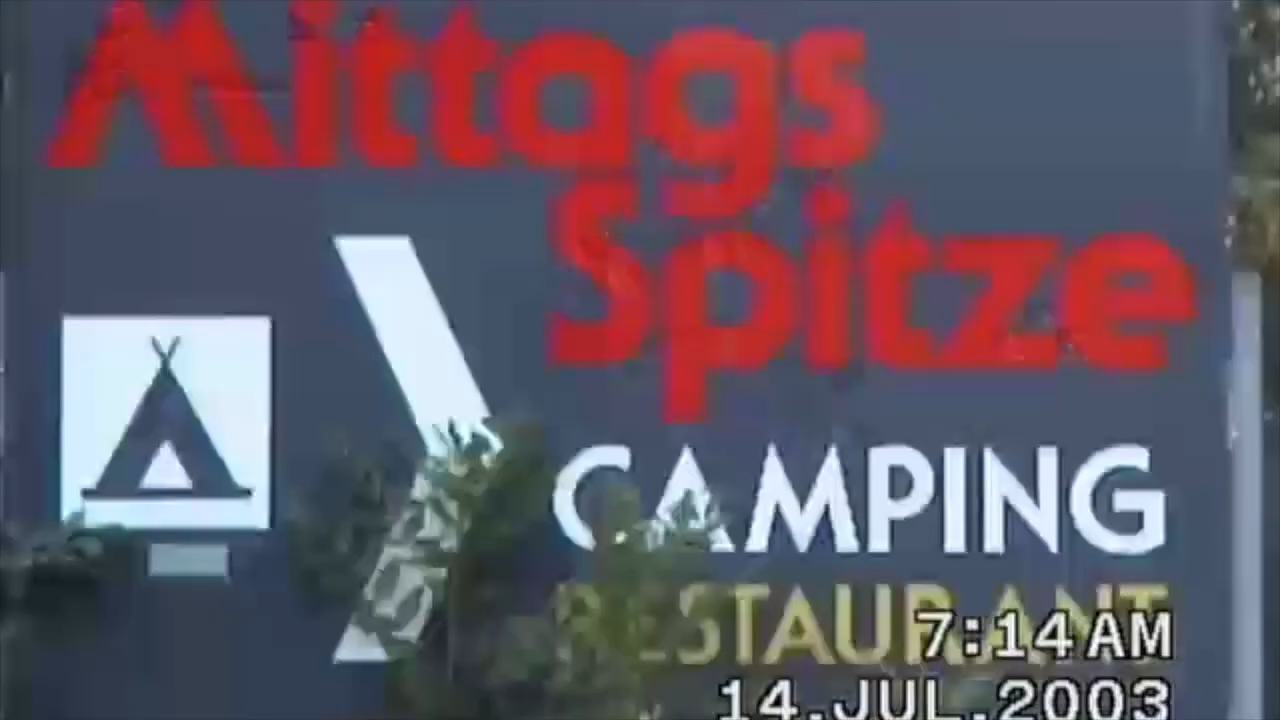 Mittags
Spitze
CAMPING
RESTAURANT
7:14 AM
14.JUL.2003